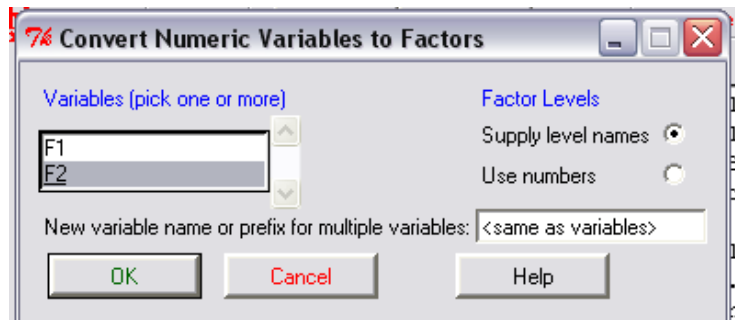 Convert Numeric Variables to Factors
Variables (pick one or more)
Factor Levels
F1
F2
Supply level names
Use numbers
New variable name or prefix for multiple variables: <same as variables>
OK Cancel Help